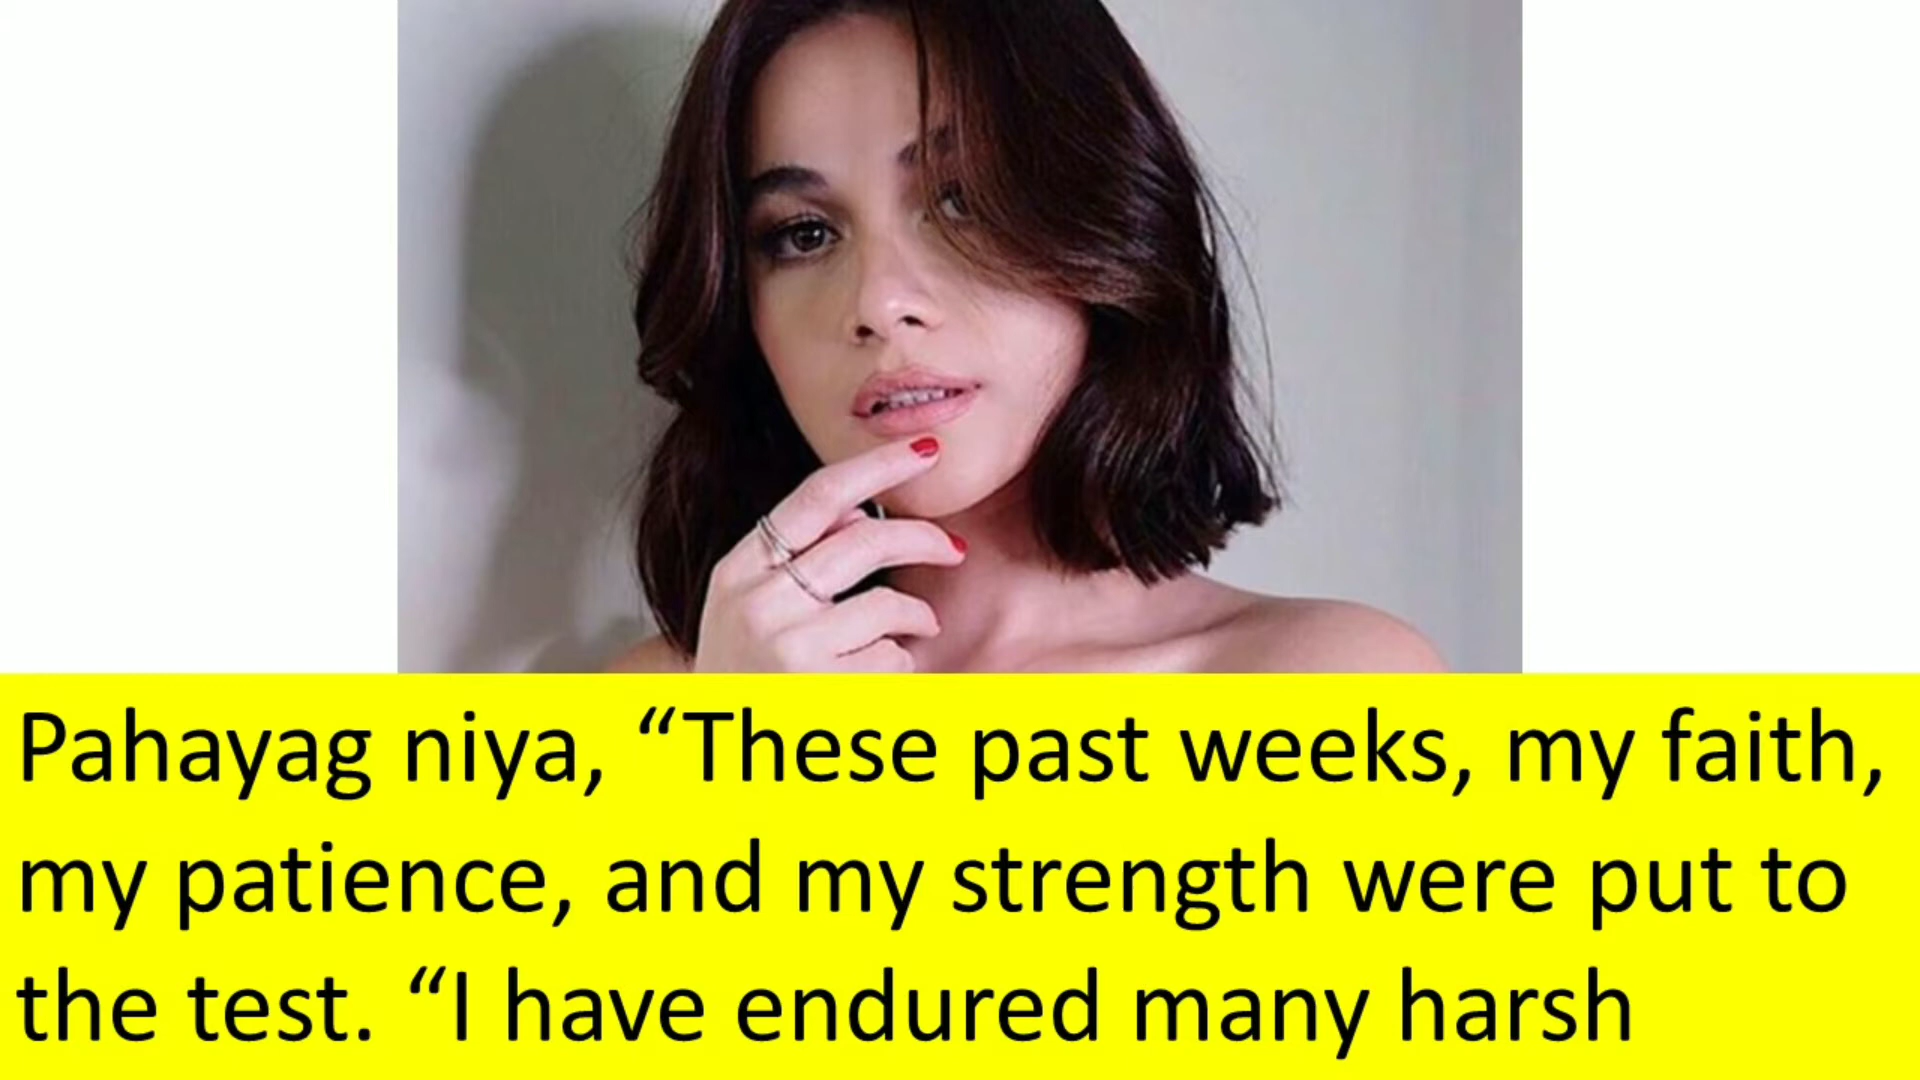 Pahayag niya, “These past weeks, my faith,
my patience, and my strength were put to
the test. “I have endured many harsh